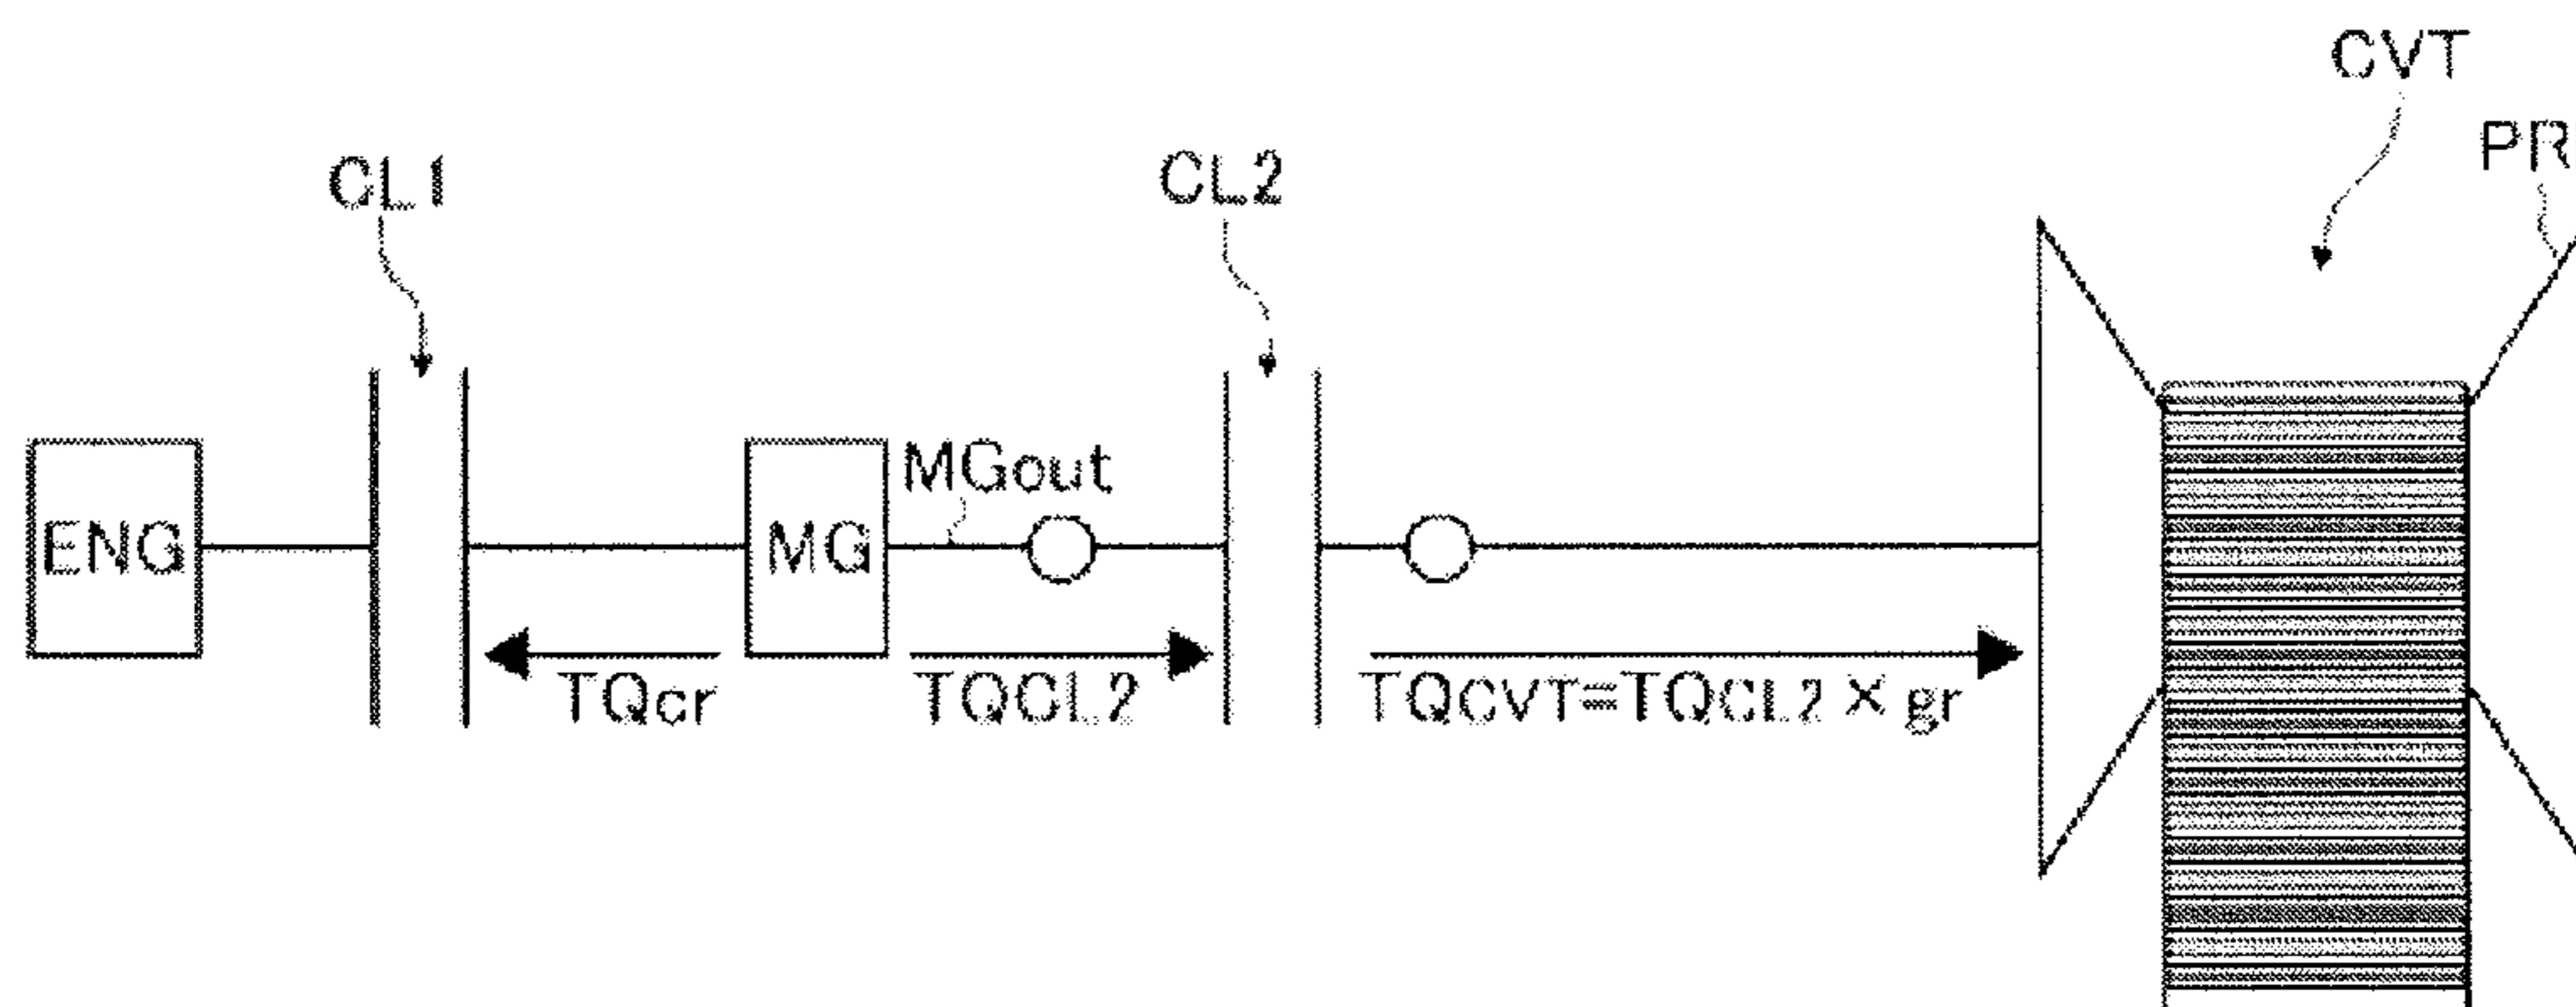 CVT
PR
CL1
CL2
MGout
ENG
MG
TQcr
TQCL2
TQCVT=TQCL2 × gr